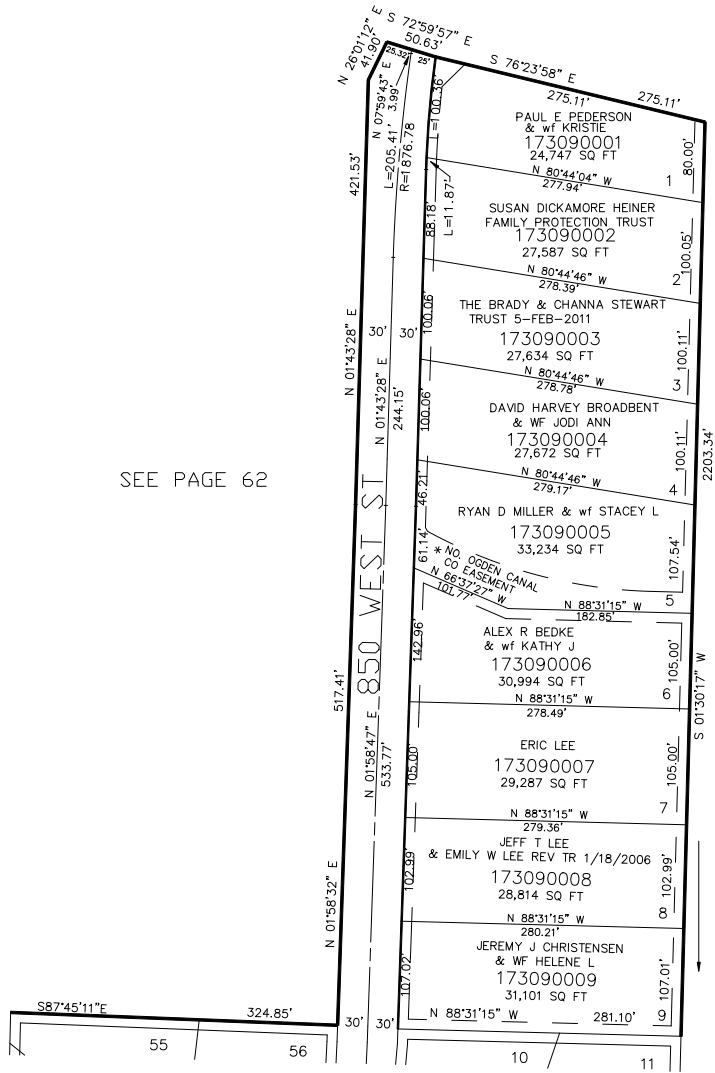 N 26°01'12" E
41.90'
S 72°59'57" E
50.63'
25.32'
25'
S 76°23'58" E
275.11'
275.11'
N 07°59'43" E
3.99'
L=205.41'
R=1876.78
L=100.36'
L=11.87'
PAUL E PEDERSON
& wf KRISTIE
173090001
24,747 SQ FT
1
80.00'
N 80°44'04" W
277.94'
421.53'
88.18'
SUSAN DICKAMORE HEINER
FAMILY PROTECTION TRUST
173090002
27,587 SQ FT
2
100.05'
N 80°44'46" W
278.39'
N 01°43'28" E
30'
30'
N 01°43'28" E
244.15'
100.06'
THE BRADY & CHANNA STEWART
TRUST 5-FEB-2011
173090003
27,634 SQ FT
3
100.11'
N 80°44'46" W
278.78'
100.06'
DAVID HARVEY BROADBENT
& WF JODI ANN
173090004
27,672 SQ FT
4
100.11'
2203.34'
N 80°44'46" W
279.17'
SEE PAGE 62
850 WEST ST
46.21'
61.14'
RYAN D MILLER & wf STACEY L
173090005
33,234 SQ FT
5
107.54'
* NO. OGDEN CANAL
CO EASEMENT
N 66°37'27" W
101.77'
N 88°31'15" W
182.85'
142.96'
ALEX R BEDKE
& wf KATHY J
173090006
30,994 SQ FT
6
105.00'
S 01°30'17" W
N 88°31'15" W
278.49'
517.41'
N 01°58'47" E
533.77'
105.00'
ERIC LEE
173090007
29,287 SQ FT
7
105.00'
N 88°31'15" W
279.36'
N 01°58'32" E
102.99'
JEFF T LEE
& EMILY W LEE REV TR 1/18/2006
173090008
28,814 SQ FT
8
102.99'
N 88°31'15" W
280.21'
107.02'
JEREMY J CHRISTENSEN
& WF HELENE L
173090009
31,101 SQ FT
9
107.01'
N 88°31'15" W
281.10'
S87°45'11"E
324.85'
30'
30'
55
56
10
11